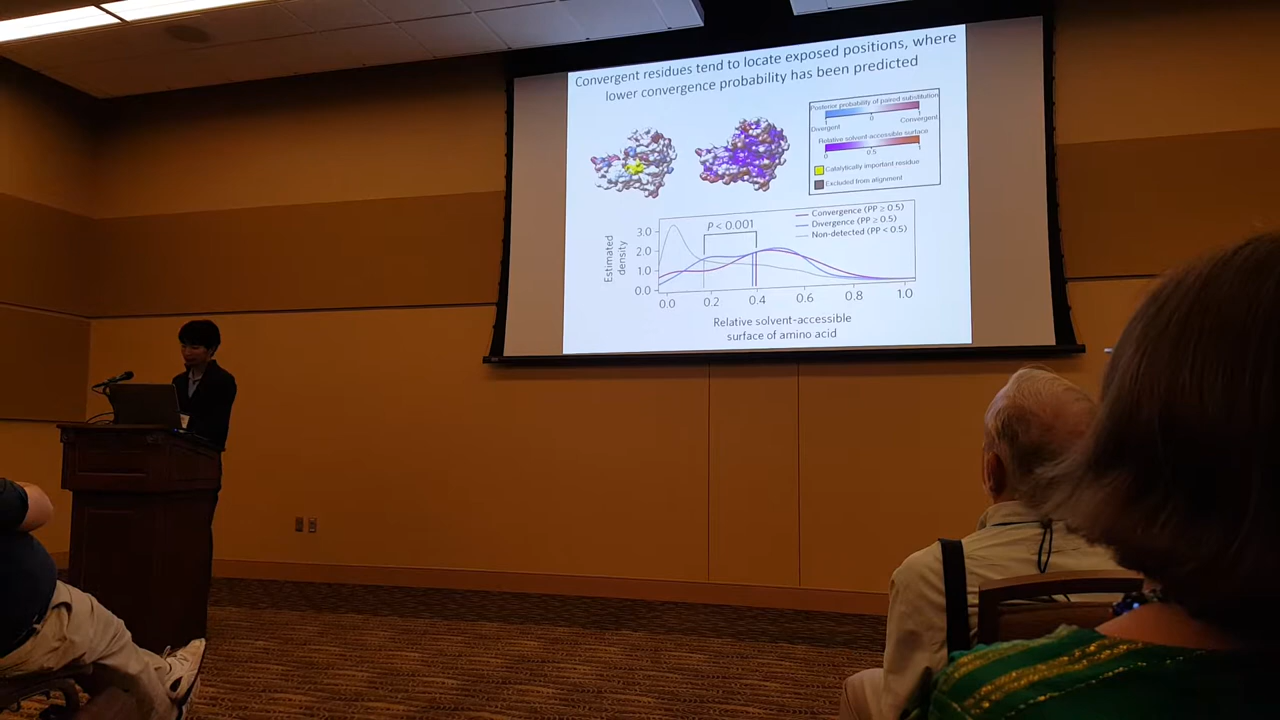 Convergent residues tend to locate exposed positions, where
lower convergence probability has been predicted
Posterior probability of paired substitution
1 0 1
Divergent Convergent
Relative solvent-accessible surface
0 0.5 1
Catalytically important residue
Excluded from alignment
P < 0.001
Convergence (PP ≥ 0.5)
Divergence (PP ≥ 0.5)
Non-detected (PP < 0.5)
Estimated
density
3.0
2.0
1.0
0.0
0.0 0.2 0.4 0.6 0.8 1.0
Relative solvent-accessible
surface of amino acid